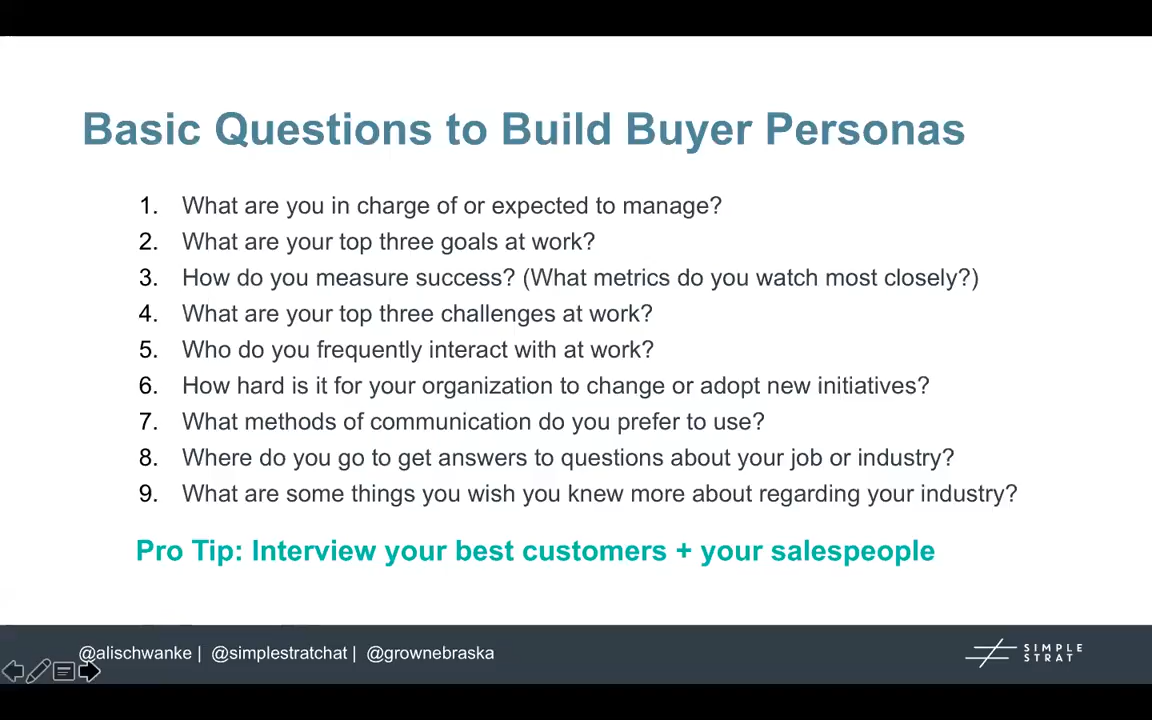 Basic Questions to Build Buyer Personas
1. What are you in charge of or expected to manage?
2. What are your top three goals at work?
3. How do you measure success? (What metrics do you watch most closely?)
4. What are your top three challenges at work?
5. Who do you frequently interact with at work?
6. How hard is it for your organization to change or adopt new initiatives?
7. What methods of communication do you prefer to use?
8. Where do you go to get answers to questions about your job or industry?
9. What are some things you wish you knew more about regarding your industry?
Pro Tip: Interview your best customers + your salespeople
@alischwanke | @simplestratchat | @grownebraska
SIMPLE
STRAT